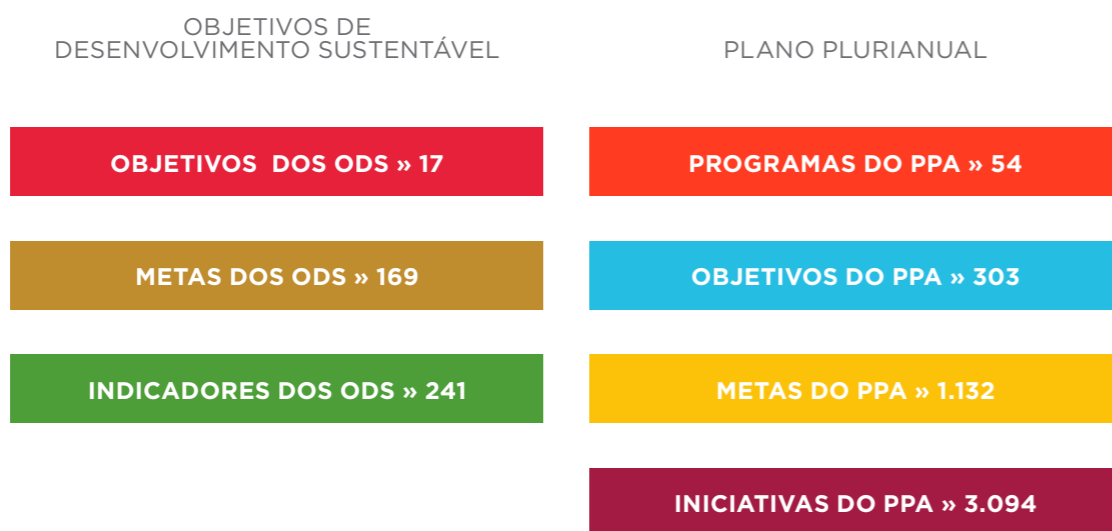 OBJETIVOS DE
DESENVOLVIMENTO SUSTENTÁVEL
OBJETIVOS DOS ODS » 17
METAS DOS ODS » 169
INDICADORES DOS ODS » 241
PLANO PLURIANUAL
PROGRAMAS DO PPA » 54
OBJETIVOS DO PPA » 303
METAS DO PPA » 1.132
INICIATIVAS DO PPA » 3.094